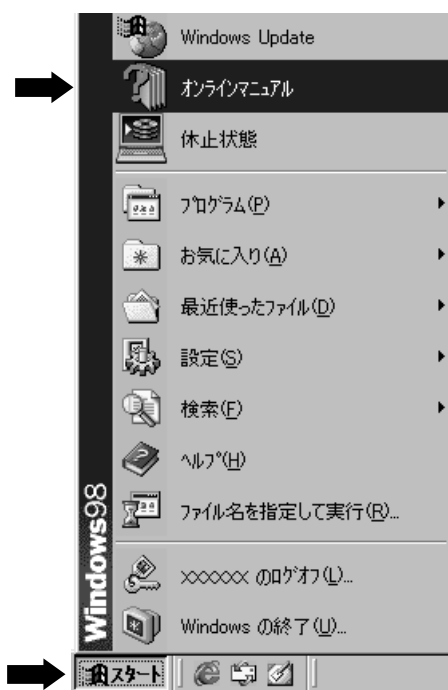 Windows Update
オンラインマニュアル
休止状態
プログラム(P)
お気に入り(A)
最近使ったファイル(D)
設定(S)
検索(F)
ヘルプ(H)
ファイル名を指定して実行(R)...
xxxxxxx のログオフ(L)...
Windows の終了(U)...
Windows98
スタート